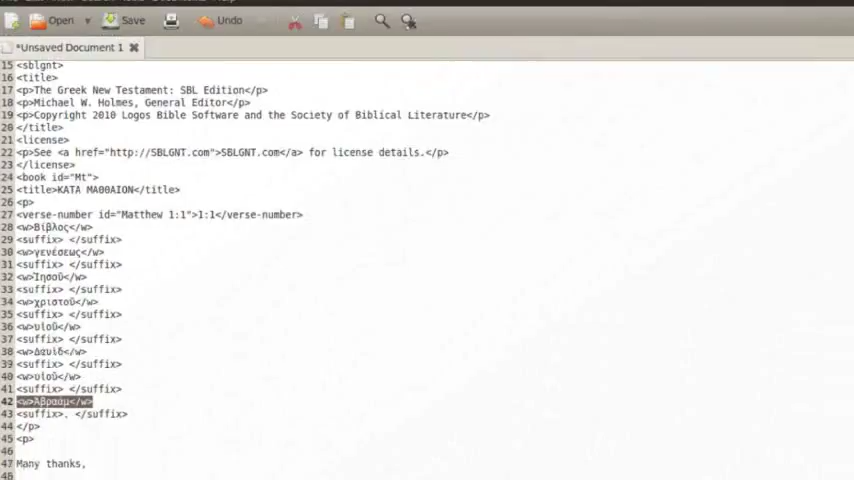 Open
Save
Undo
*Unsaved Document 1
15 <sblgnt>
16 <title>
17 <p>The Greek New Testament: SBL Edition</p>
18 <p>Michael W. Holmes, General Editor</p>
19 <p>Copyright 2010 Logos Bible Software and the Society of Biblical Literature</p>
20 </title>
21 <license>
22 <p>See <a href="http://SBLGNT.com">SBLGNT.com</a> for license details.</p>
23 </license>
24 <book id="Mt">
25 <title>ΚΑΤΑ ΜΑΘΘΑΙΟΝ</title>
26 <p>
27 <verse-number id="Matthew 1:1">1:1</verse-number>
28 <w>Βίβλος</w>
29 <suffix> </suffix>
30 <w>γενέσεως</w>
31 <suffix> </suffix>
32 <w>Ἰησοῦ</w>
33 <suffix> </suffix>
34 <w>χριστοῦ</w>
35 <suffix> </suffix>
36 <w>υἱοῦ</w>
37 <suffix> </suffix>
38 <w>Δαυὶδ</w>
39 <suffix> </suffix>
40 <w>υἱοῦ</w>
41 <suffix> </suffix>
42 <w>Ἀβραάμ</w>
43 <suffix>. </suffix>
44 </p>
45 <p>
46
47 Many thanks,
48